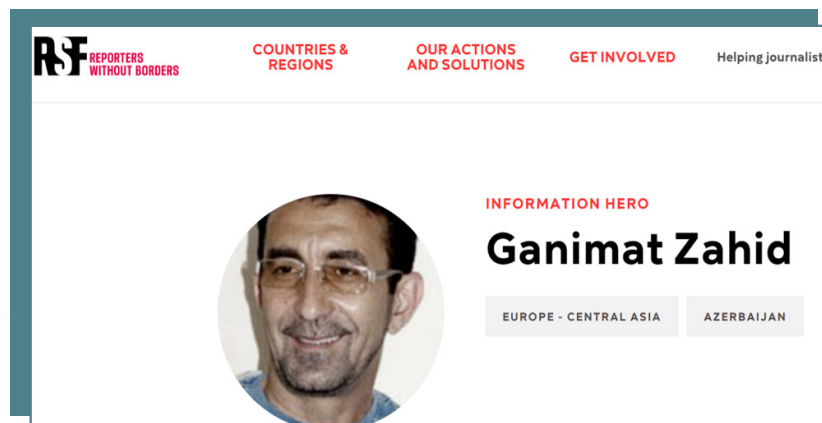 RSF REPORTERS
WITHOUT BORDERS
COUNTRIES &
REGIONS
OUR ACTIONS
AND SOLUTIONS
GET INVOLVED
Helping journalist
INFORMATION HERO
Ganimat Zahid
EUROPE - CENTRAL ASIA
AZERBAIJAN